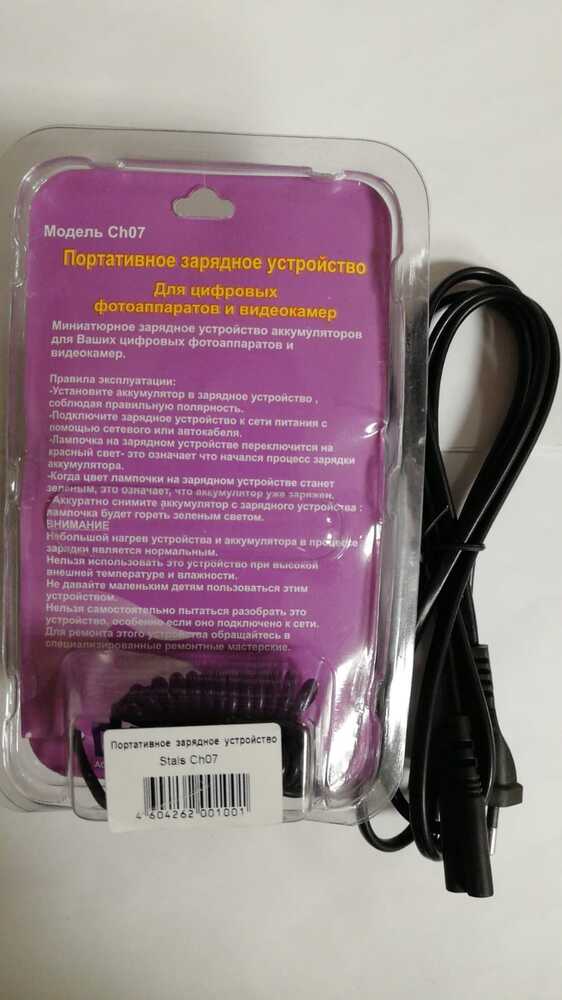 Модель Ch07
Портативное зарядное устройство
Для цифровых
фотоаппаратов и видеокамер
Миниатюрное зарядное устройство аккумуляторов
для Ваших цифровых фотоаппаратов и
видеокамер.
Правила эксплуатации:
-Установите аккумулятор в зарядное устройство ,
соблюдая правильную полярность.
-Подключите зарядное устройство к сети питания с
помощью сетевого или автокабеля.
-Лампочка на зарядном устройстве переключится на
красный свет- это означает что начался процесс зарядки
аккумулятора.
-Когда цвет лампочки на зарядном устройстве станет
зеленым, это означает, что аккумулятор уже заряжен.
- Аккуратно снимите аккумулятор с зарядного устройства :
лампочка будет гореть зеленым светом.
ВНИМАНИЕ
Небольшой нагрев устройства и аккумулятора в процессе
зарядки является нормальным.
Нельзя использовать это устройство при высокой
внешней температуре и влажности.
Не давайте маленьким детям пользоваться этим
устройством.
Нельзя самостоятельно пытаться разобрать это
устройство, особенно если оно подключено к сети.
Для ремонта этого устройства обращайтесь в
специализированные ремонтные мастерские.
Портативное зарядное устройство
Stals Ch07
4 604262 001001